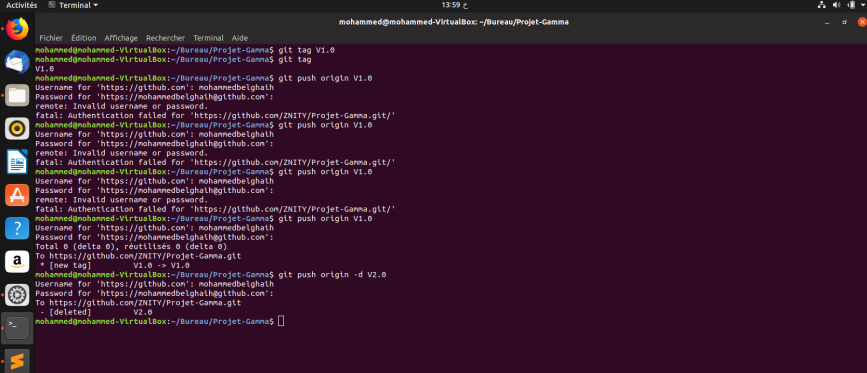 Activités Terminal 13:59 خ
mohammed@mohammed-VirtualBox: ~/Bureau/Projet-Gamma
Fichier Édition Affichage Rechercher Terminal Aide
mohammed@mohammed-VirtualBox:~/Bureau/Projet-Gamma$ git tag V1.0
mohammed@mohammed-VirtualBox:~/Bureau/Projet-Gamma$ git tag
V1.0
mohammed@mohammed-VirtualBox:~/Bureau/Projet-Gamma$ git push origin V1.0
Username for 'https://github.com': mohammedbelghaih
Password for 'https://mohammedbelghaih@github.com':
remote: Invalid username or password.
fatal: Authentication failed for 'https://github.com/ZNITY/Projet-Gamma.git/'
mohammed@mohammed-VirtualBox:~/Bureau/Projet-Gamma$ git push origin V1.0
Username for 'https://github.com': mohammedbelghaih
Password for 'https://mohammedbelghaih@github.com':
remote: Invalid username or password.
fatal: Authentication failed for 'https://github.com/ZNITY/Projet-Gamma.git/'
mohammed@mohammed-VirtualBox:~/Bureau/Projet-Gamma$ git push origin V1.0
Username for 'https://github.com': mohammedbelghaih
Password for 'https://mohammedbelghaih@github.com':
remote: Invalid username or password.
fatal: Authentication failed for 'https://github.com/ZNITY/Projet-Gamma.git/'
mohammed@mohammed-VirtualBox:~/Bureau/Projet-Gamma$ git push origin V1.0
Username for 'https://github.com': mohammedbelghaih
Password for 'https://mohammedbelghaih@github.com':
Total 0 (delta 0), réutilisés 0 (delta 0)
To https://github.com/ZNITY/Projet-Gamma.git
 * [new tag]         V1.0 -> V1.0
mohammed@mohammed-VirtualBox:~/Bureau/Projet-Gamma$ git push origin -d V2.0
Username for 'https://github.com': mohammedbelghaih
Password for 'https://mohammedbelghaih@github.com':
To https://github.com/ZNITY/Projet-Gamma.git
 - [deleted]         V2.0
mohammed@mohammed-VirtualBox:~/Bureau/Projet-Gamma$